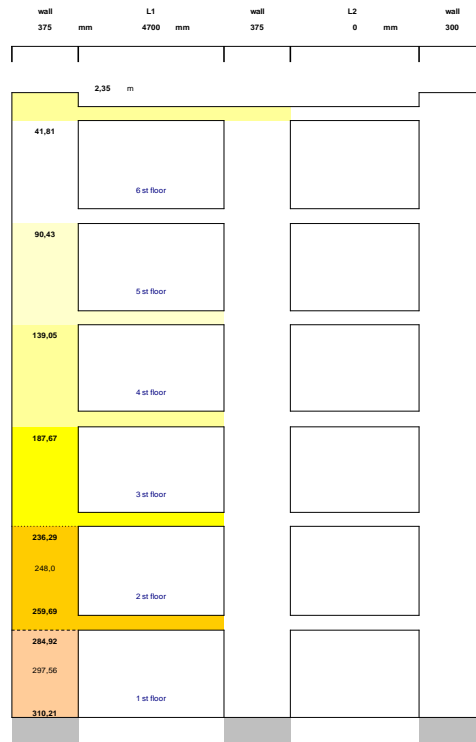 wall L1 wall L2 wall
375 mm 4700 mm 375 0 mm 300
2,35 m
41,81
6 st floor
90,43
5 st floor
139,05
4 st floor
187,67
3 st floor
236,29
248,0
2 st floor
259,69
284,92
297,56
1 st floor
310,21